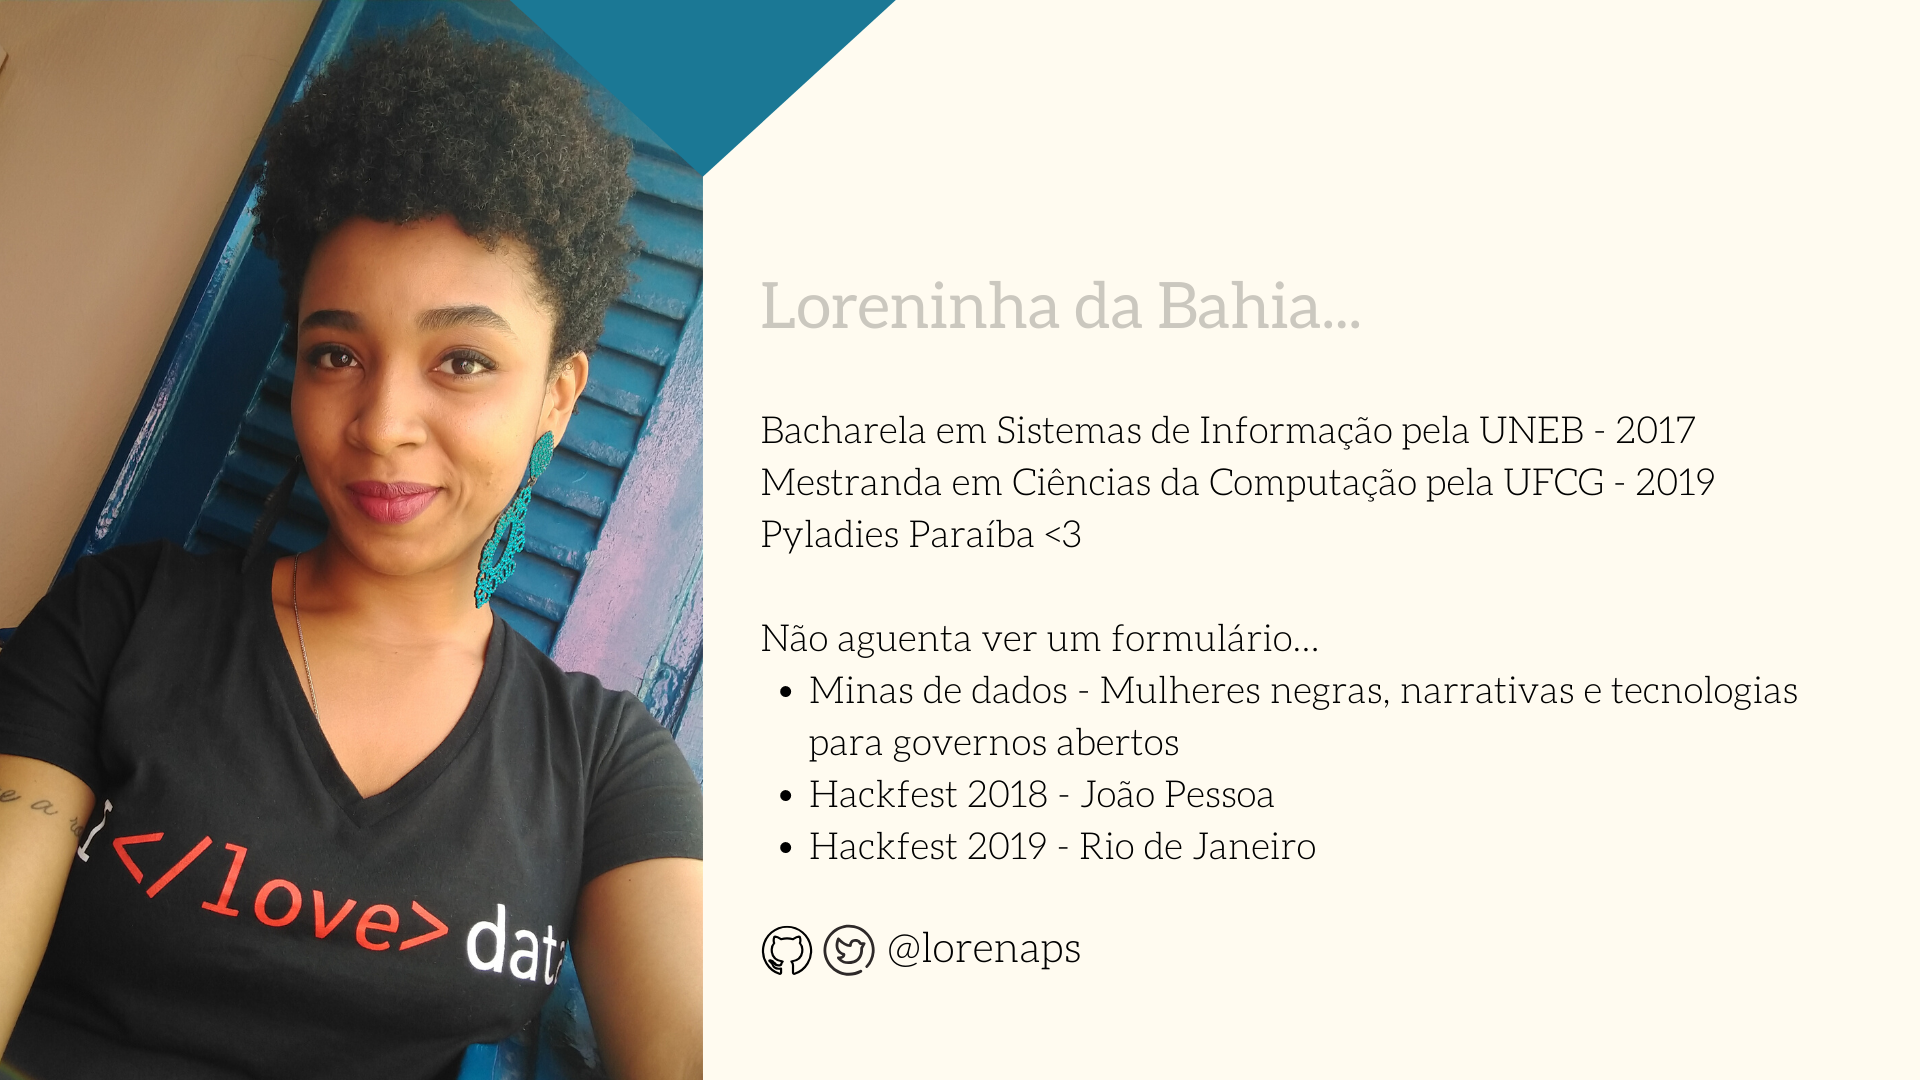 Loreninha da Bahia...
Bacharela em Sistemas de Informação pela UNEB - 2017
Mestranda em Ciências da Computação pela UFCG - 2019
Pyladies Paraíba <3
Não aguenta ver um formulário...
• Minas de dados - Mulheres negras, narrativas e tecnologias
para governos abertos
• Hackfest 2018 - João Pessoa
• Hackfest 2019 - Rio de Janeiro
@lorenaps
I </love> data
e a